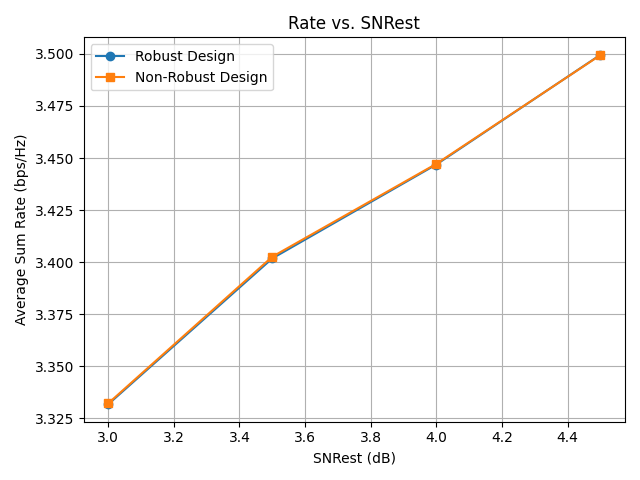 Rate vs. SNRest
Robust Design
Non-Robust Design
Average Sum Rate (bps/Hz)
3.500
3.475
3.450
3.425
3.400
3.375
3.350
3.325
3.0 3.2 3.4 3.6 3.8 4.0 4.2 4.4
SNRest (dB)